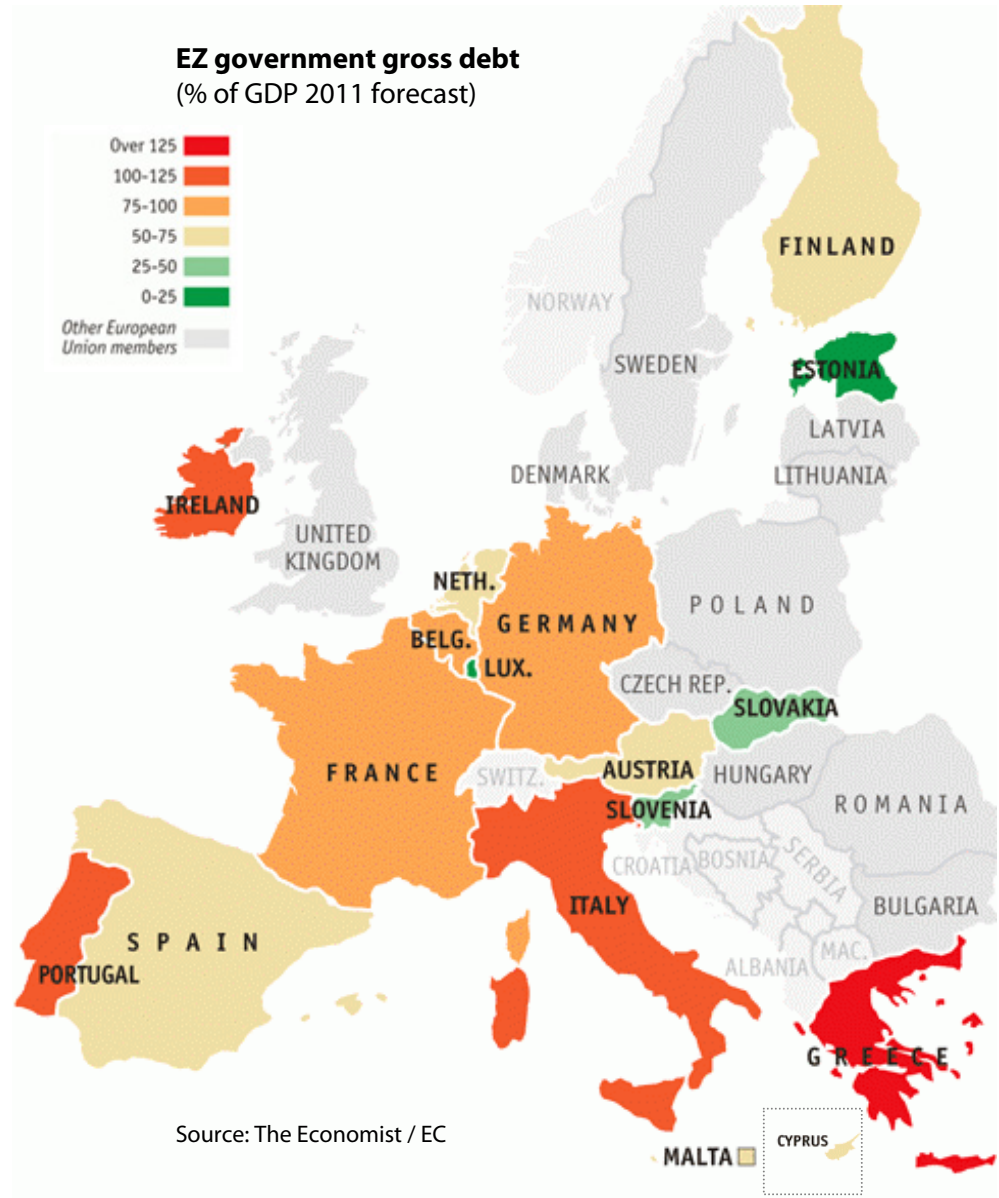 EZ government gross debt
(% of GDP 2011 forecast)
Over 125
100-125
75-100
50-75
25-50
0-25
Other European
Union members
FINLAND
NORWAY
SWEDEN
ESTONIA
LATVIA
LITHUANIA
DENMARK
IRELAND
UNITED
KINGDOM
NETH.
GERMANY
POLAND
BELG.
LUX.
CZECH REP.
SLOVAKIA
FRANCE
SWITZ.
AUSTRIA
HUNGARY
SLOVENIA
ROMANIA
CROATIA
BOSNIA
SERBIA
ITALY
BULGARIA
SPAIN
PORTUGAL
ALBANIA
MAC.
GREECE
Source: The Economist / EC
MALTA
CYPRUS